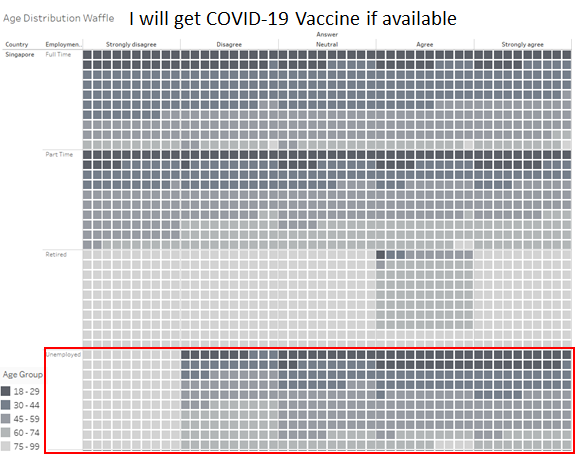 Age Distribution Waffle I will get COVID-19 Vaccine if available
Answer
Country Employmen.. Strongly disagree Disagree Neutral Agree Strongly agree
Singapore Full Time
Part Time
Retired
Unemployed
Age Group
18 - 29
30 - 44
45 - 59
60 - 74
75 - 99